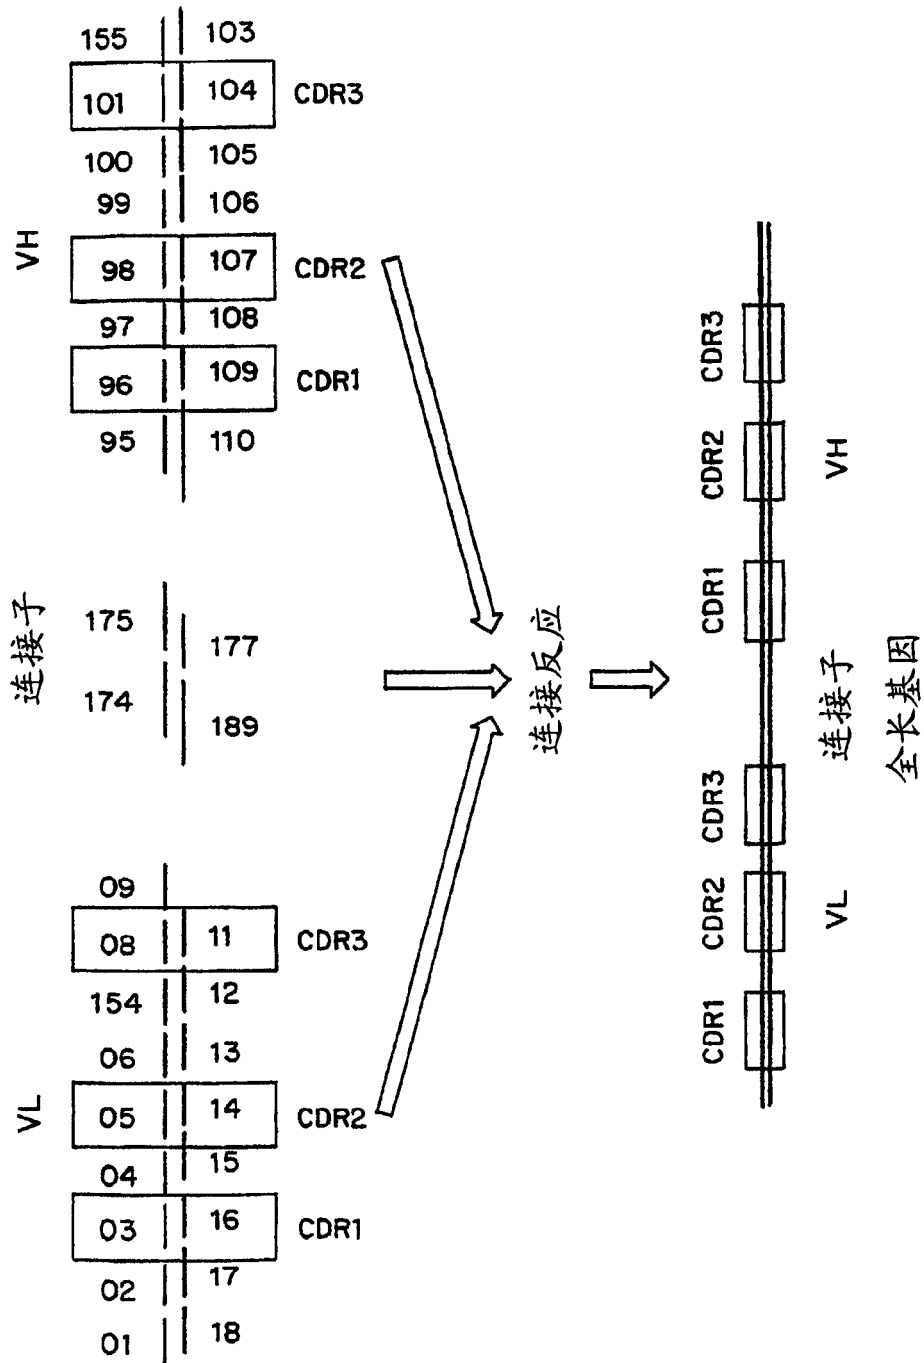 155 103
101 104 CDR3
100 105
99 106
VH
98 107 CDR2
97 108
96 109 CDR1
95 110
连接子
175 177
174 189
09
08 11 CDR3
154 12
06 13
VL
05 14 CDR2
04 15
03 16 CDR1
02 17
01 18
连接反应
CDR3
CDR2
VH
CDR1
连接子
CDR3
CDR2
VL
CDR1
全长基因